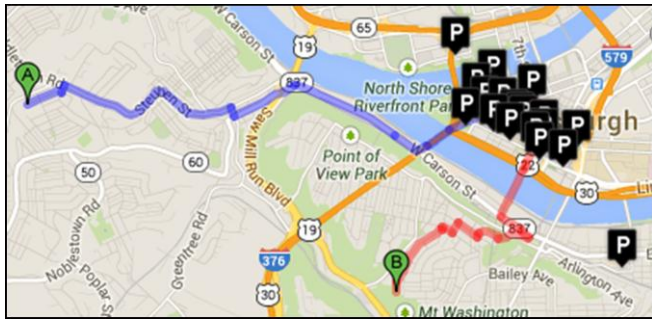 65
W Carson St
7th
19
579
A
837
North Shore
Riverfront Par
Steuben St
Saw Mill Run Blvd
rgh
Point of
View Park
W Carson St
22
60
50
30
Noblestown Rd
Greentree Rd
Poplar
19
376
30
B
837
Bailey Ave
Arlington Ave
Mt Washington
P
P
P
P
P
P
P
P
P
P